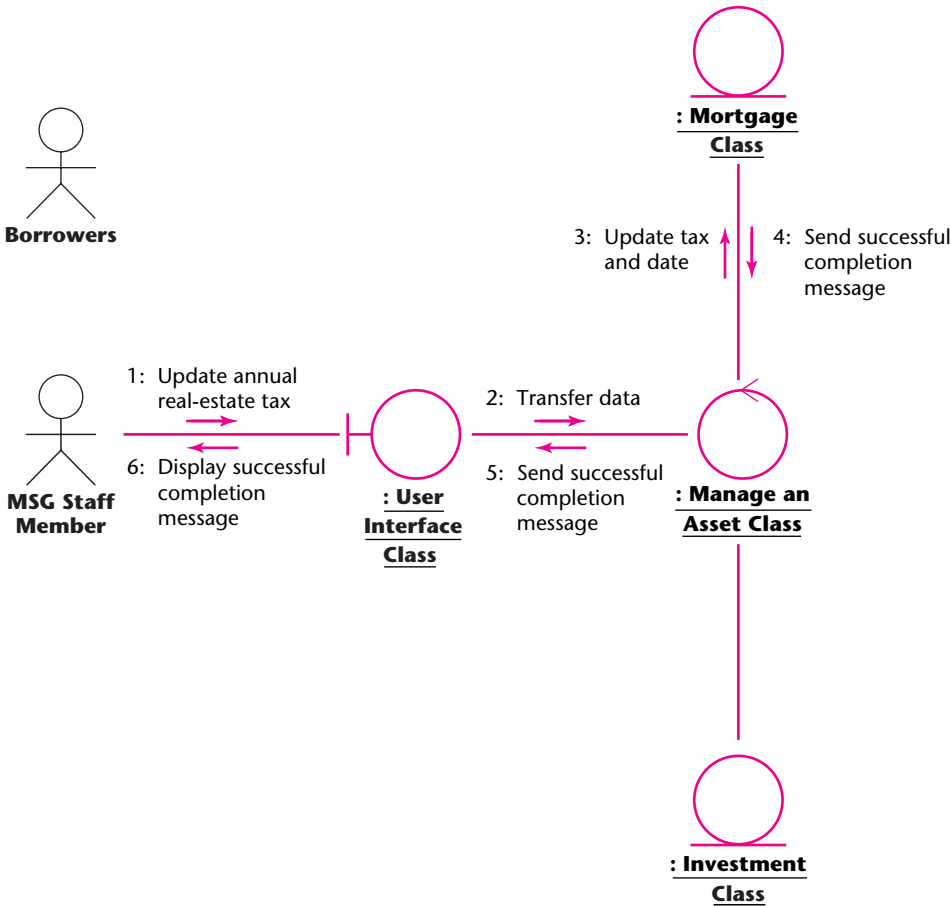 : Mortgage
Class
Borrowers
3: Update tax
and date
4: Send successful
completion
message
1: Update annual
real-estate tax
2: Transfer data
6: Display successful
completion
message
5: Send successful
completion
message
MSG Staff
Member
: User
Interface
Class
: Manage an
Asset Class
: Investment
Class